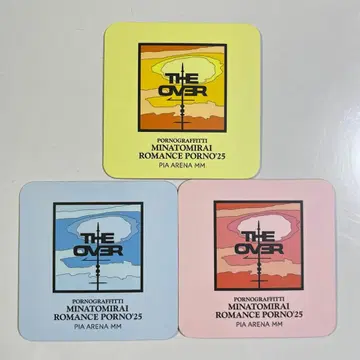 THE
OVER
PORNOGRAFFITTI
MINATOMIRAI
ROMANCE PORNO'25
PIA ARENA MM
THE
OVER
PORNOGRAFFITTI
MINATOMIRAI
ROMANCE PORNO'25
PIA ARENA MM
THE
OVER
PORNOGRAFFITTI
MINATOMIRAI
ROMANCE PORNO'25
PIA ARENA MM